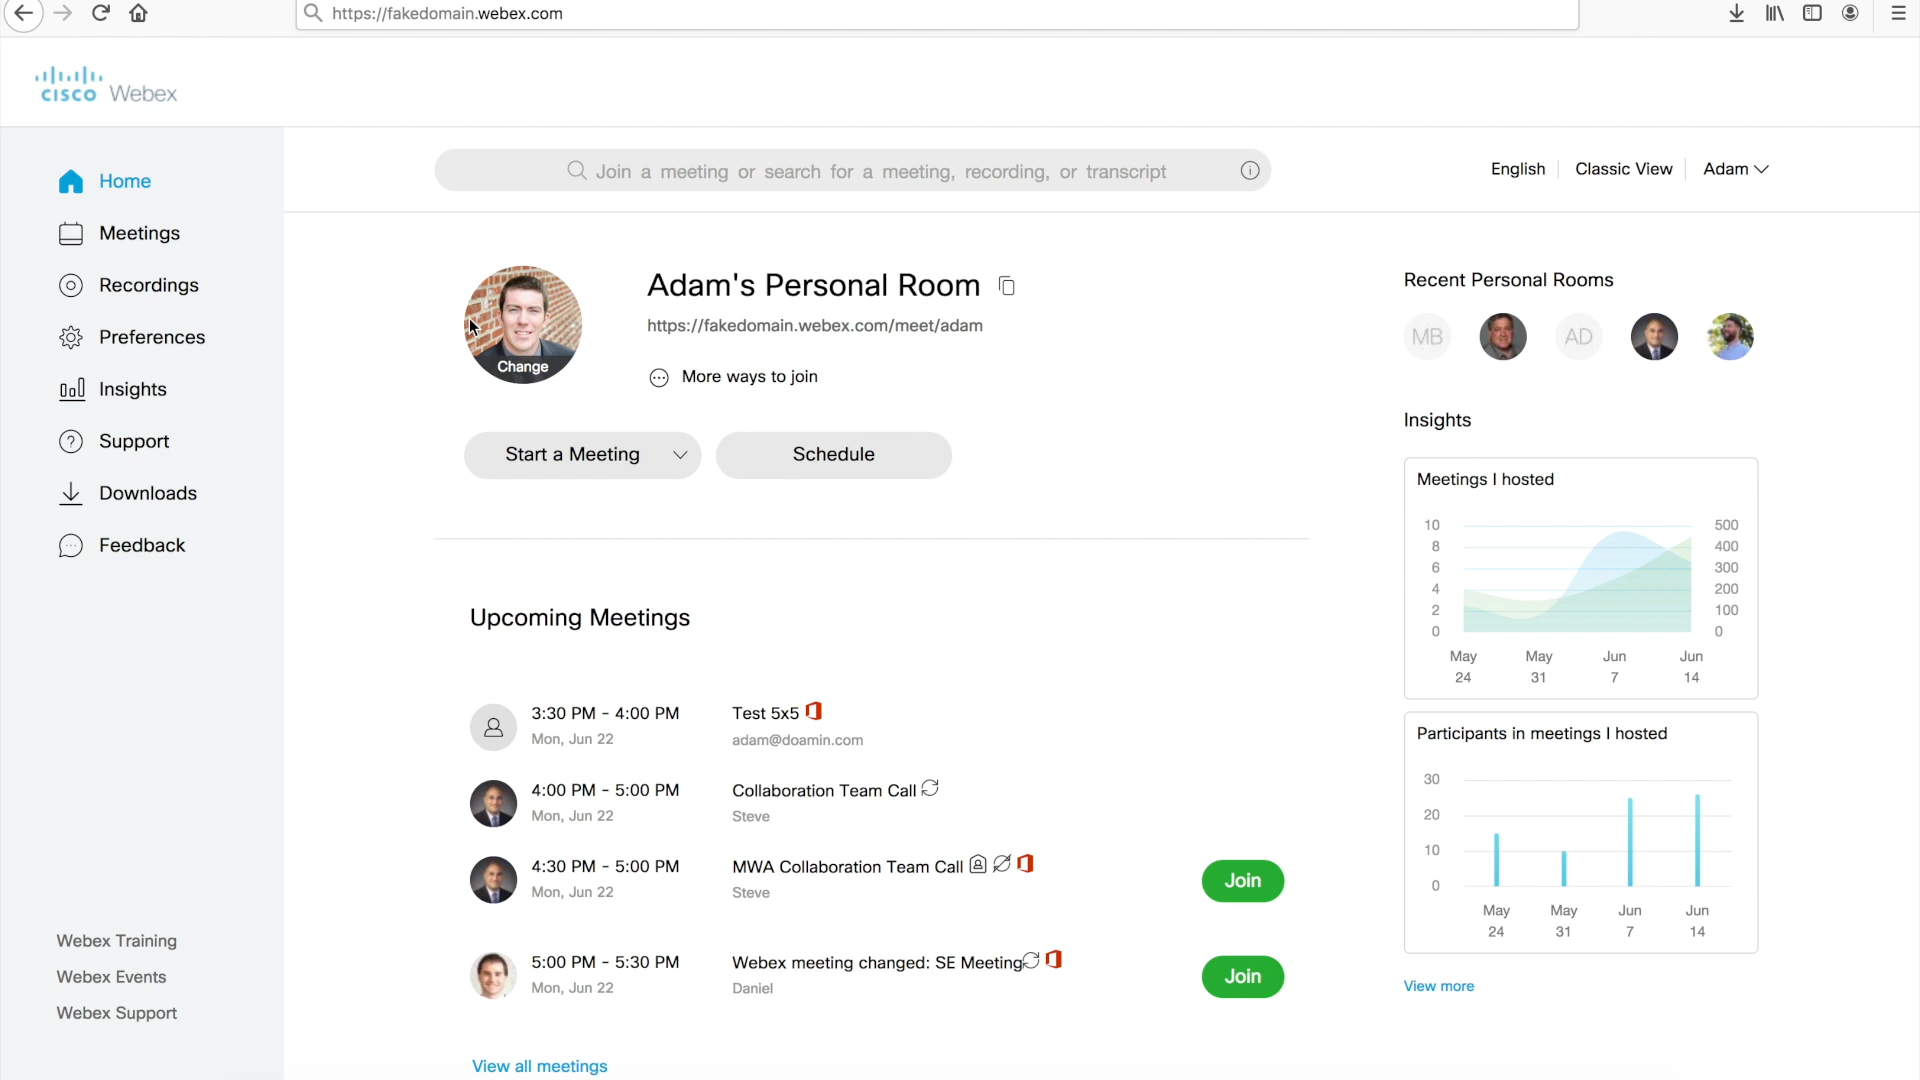 https://fakedomain.webex.com
cisco Webex
Home
Meetings
Recordings
Preferences
Insights
Support
Downloads
Feedback
Webex Training
Webex Events
Webex Support
Join a meeting or search for a meeting, recording, or transcript
English
Classic View
Adam
Change
Adam's Personal Room
https://fakedomain.webex.com/meet/adam
More ways to join
Start a Meeting
Schedule
Upcoming Meetings
3:30 PM - 4:00 PM
Mon, Jun 22
Test 5x5
adam@doamin.com
4:00 PM - 5:00 PM
Mon, Jun 22
Collaboration Team Call
Steve
4:30 PM - 5:00 PM
Mon, Jun 22
MWA Collaboration Team Call
Steve
Join
5:00 PM - 5:30 PM
Mon, Jun 22
Webex meeting changed: SE Meeting
Daniel
Join
View all meetings
Recent Personal Rooms
MB
AD
Insights
Meetings I hosted
10 500
8 400
6 300
4 200
2 100
0 0
May May Jun Jun
24 31 7 14
Participants in meetings I hosted
30
20
10
0
May May Jun Jun
24 31 7 14
View more